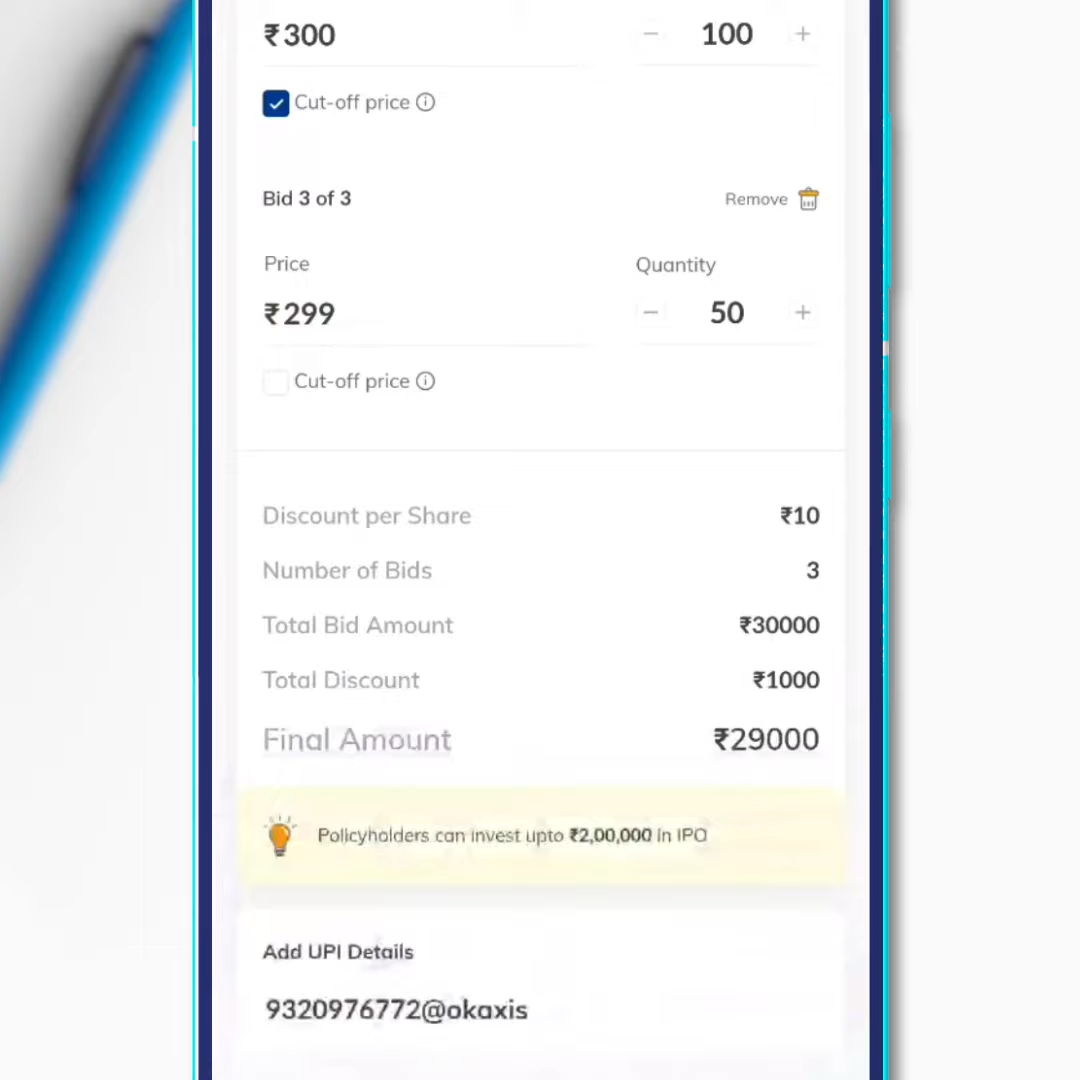 ₹300 − 100 +
Cut-off price ⓘ
Bid 3 of 3 Remove
Price Quantity
₹299 − 50 +
Cut-off price ⓘ
Discount per Share ₹10
Number of Bids 3
Total Bid Amount ₹30000
Total Discount ₹1000
Final Amount ₹29000
Policyholders can invest upto ₹2,00,000 in IPO
Add UPI Details
9320976772@okaxis